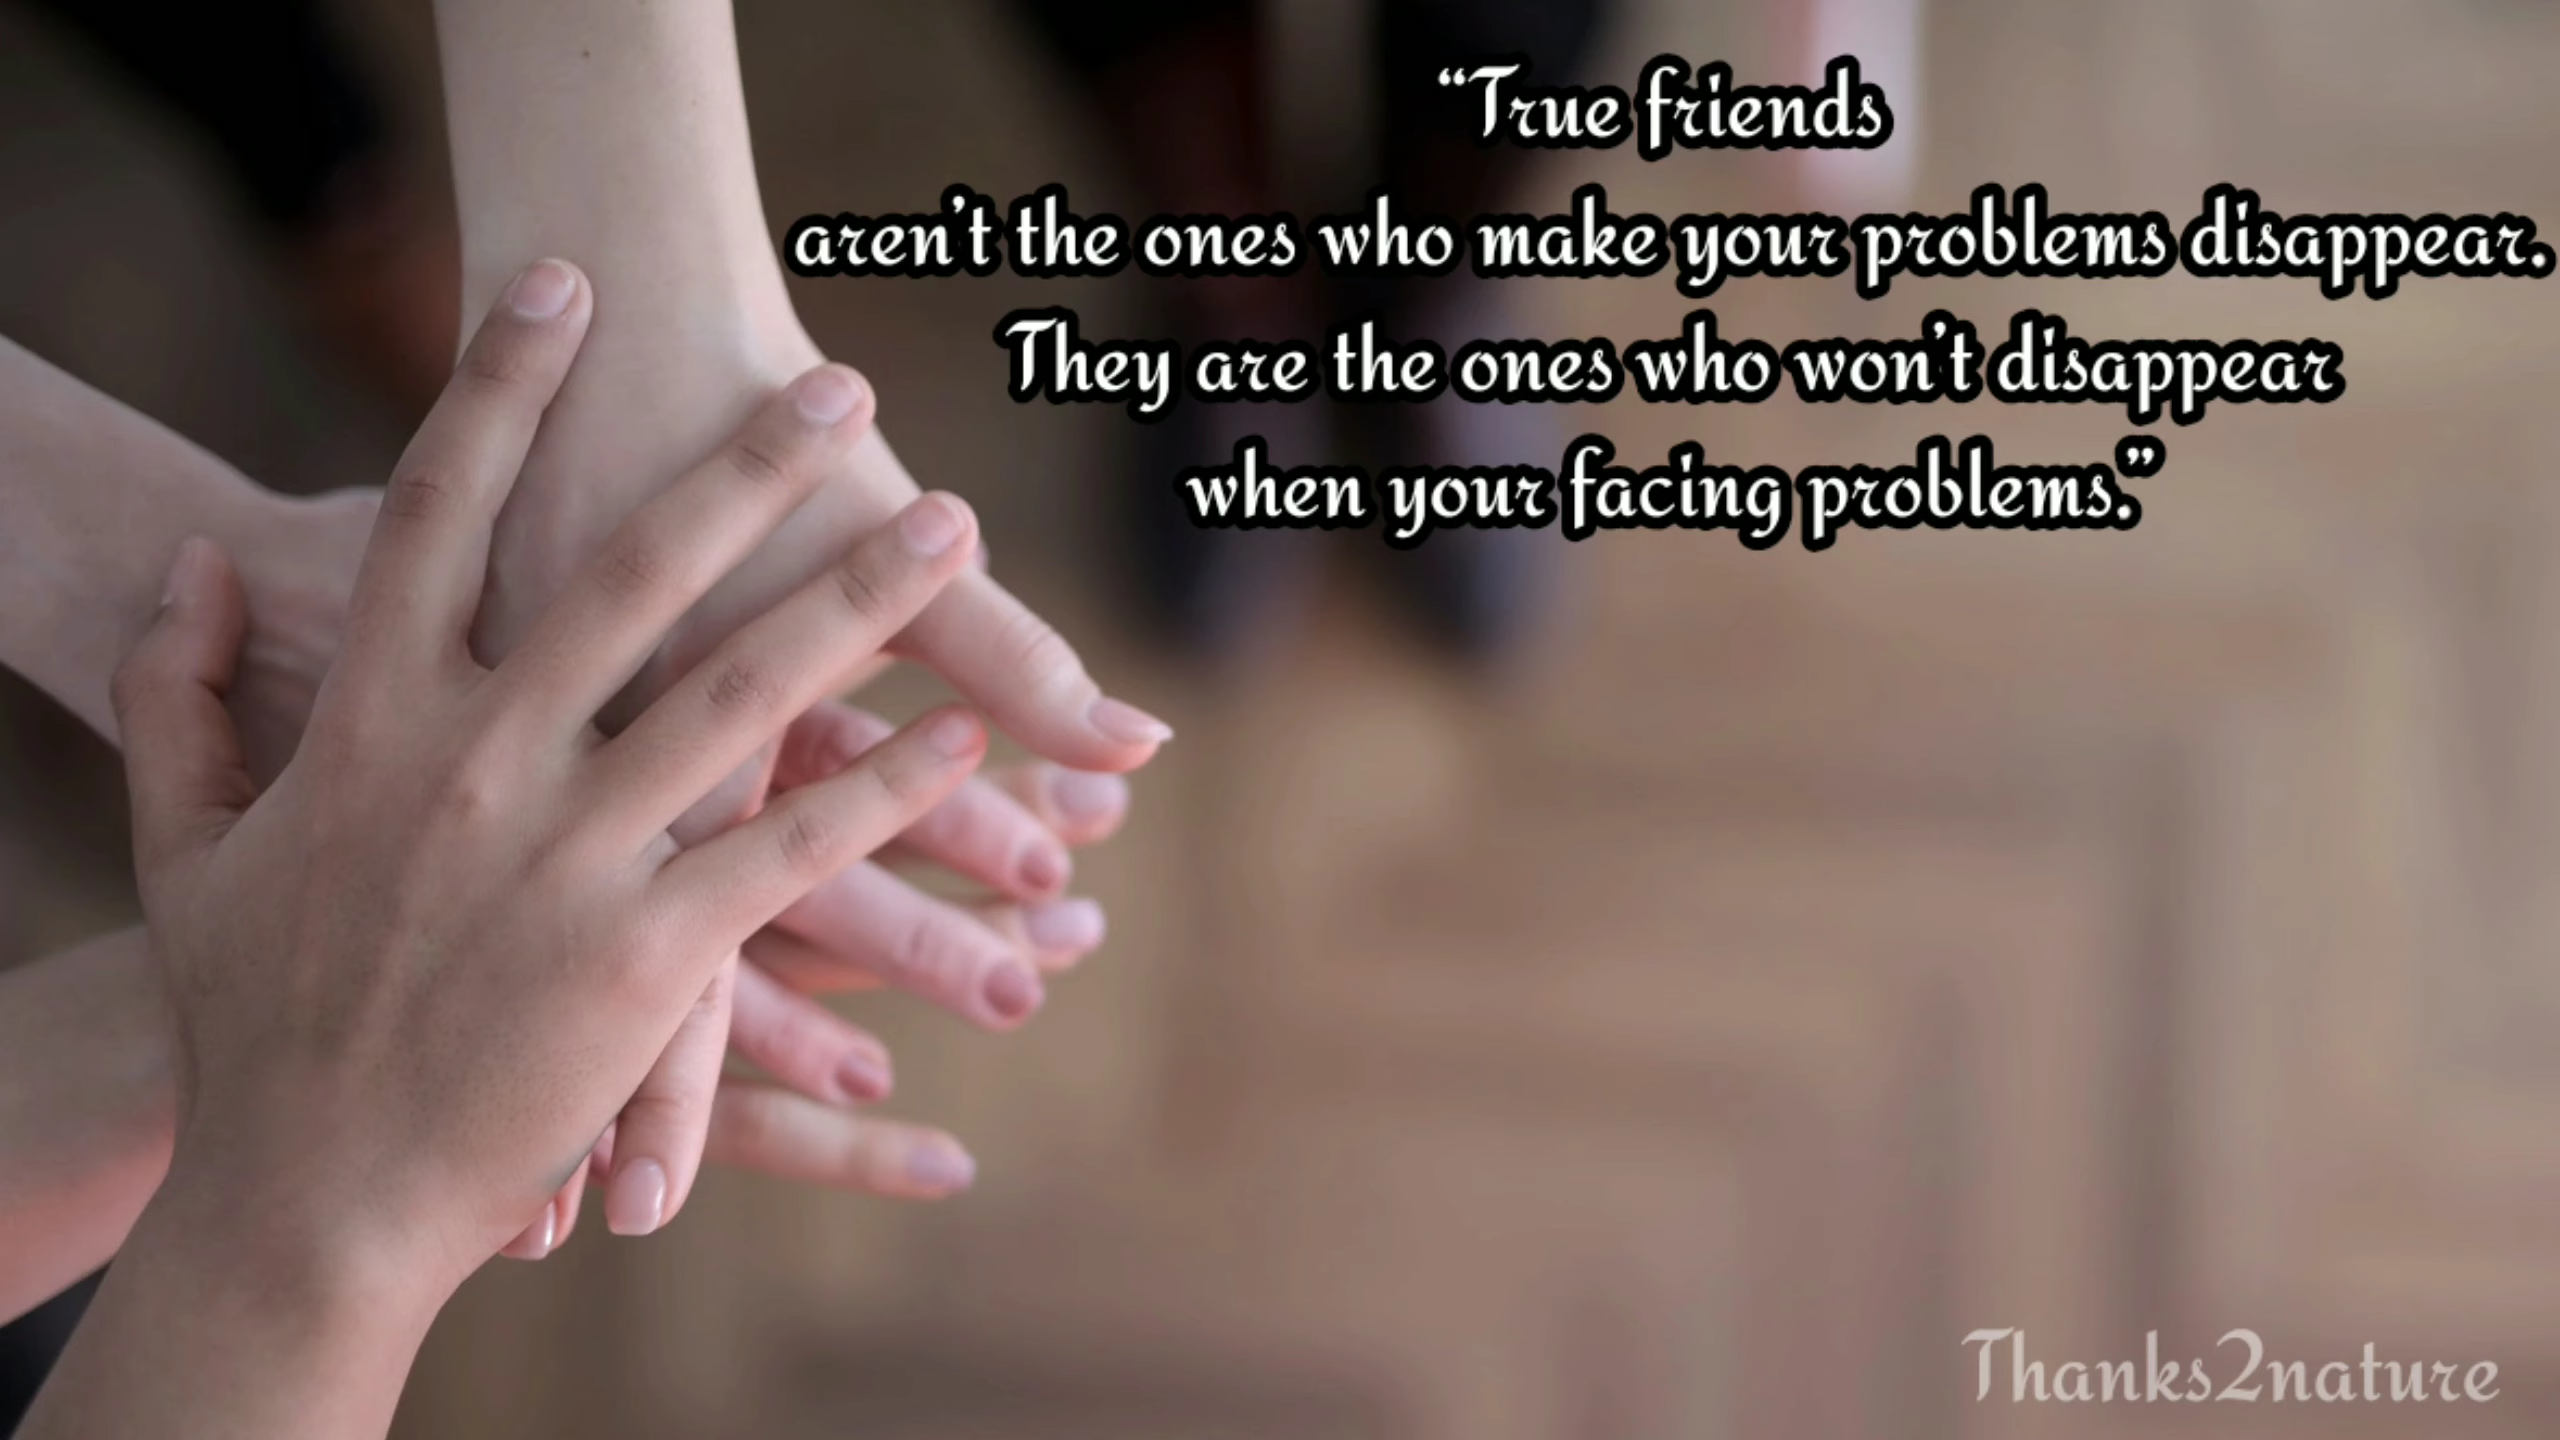 “True friends
aren’t the ones who make your problems disappear.
They are the ones who won’t disappear
when your facing problems.”
Thanks2nature